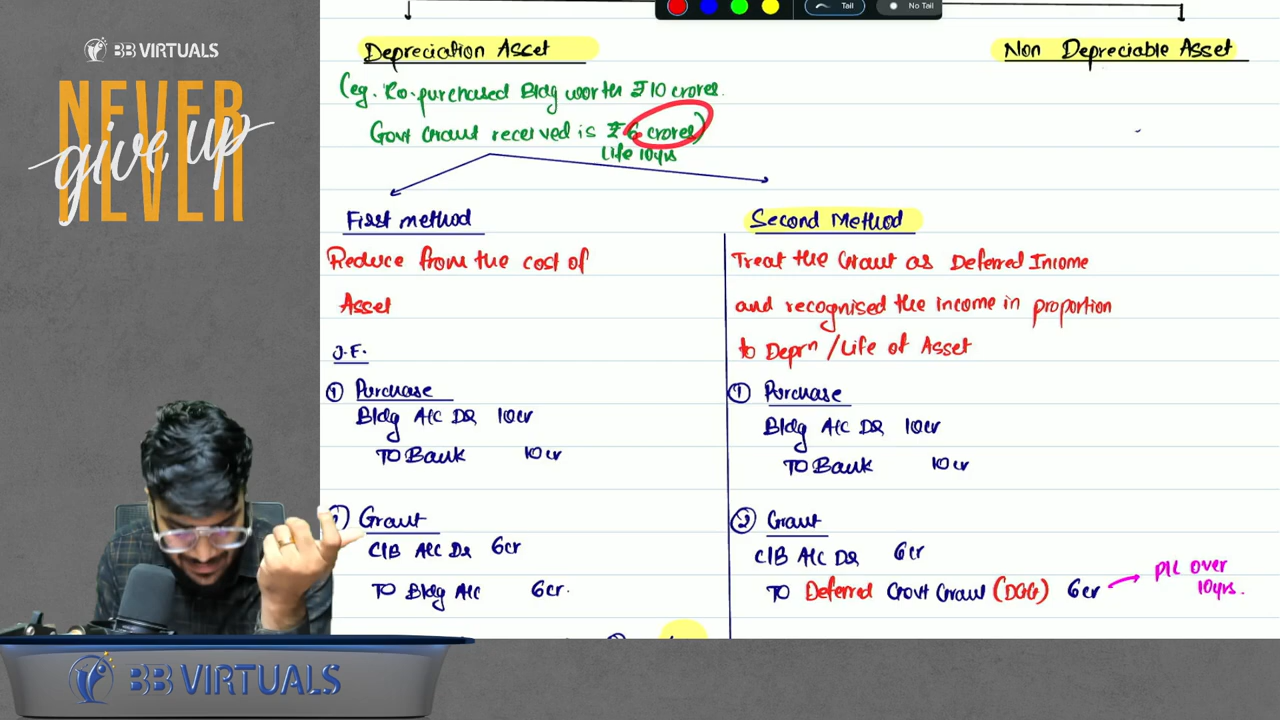 Tail
No Tail
BB VIRTUALS
NEVER
give up
NEVER
Depreciation Asset
Non Depreciable Asset
(eg. Co. purchased Bldg worth ₹10 crores.
Govt Grant received is ₹6 crores)
Life 10yrs
First method
Reduce from the cost of
Asset
J.E.
① Purchase
Bldg A/C DR 10cr
TO Bank 10cr
Grant
C/B A/C DR 6cr
TO Bldg A/C 6cr.
Second Method
Treat the Grant as Deferred Income
and recognised the income in proportion
to Deprn /Life of Asset
① Purchase
Bldg A/C DR 10cr
TO Bank 10cr
② Grant
C/B A/C DR 6cr
TO Deferred Govt Grant (DGG) 6cr
P/L over
10yrs.
BB VIRTUALS